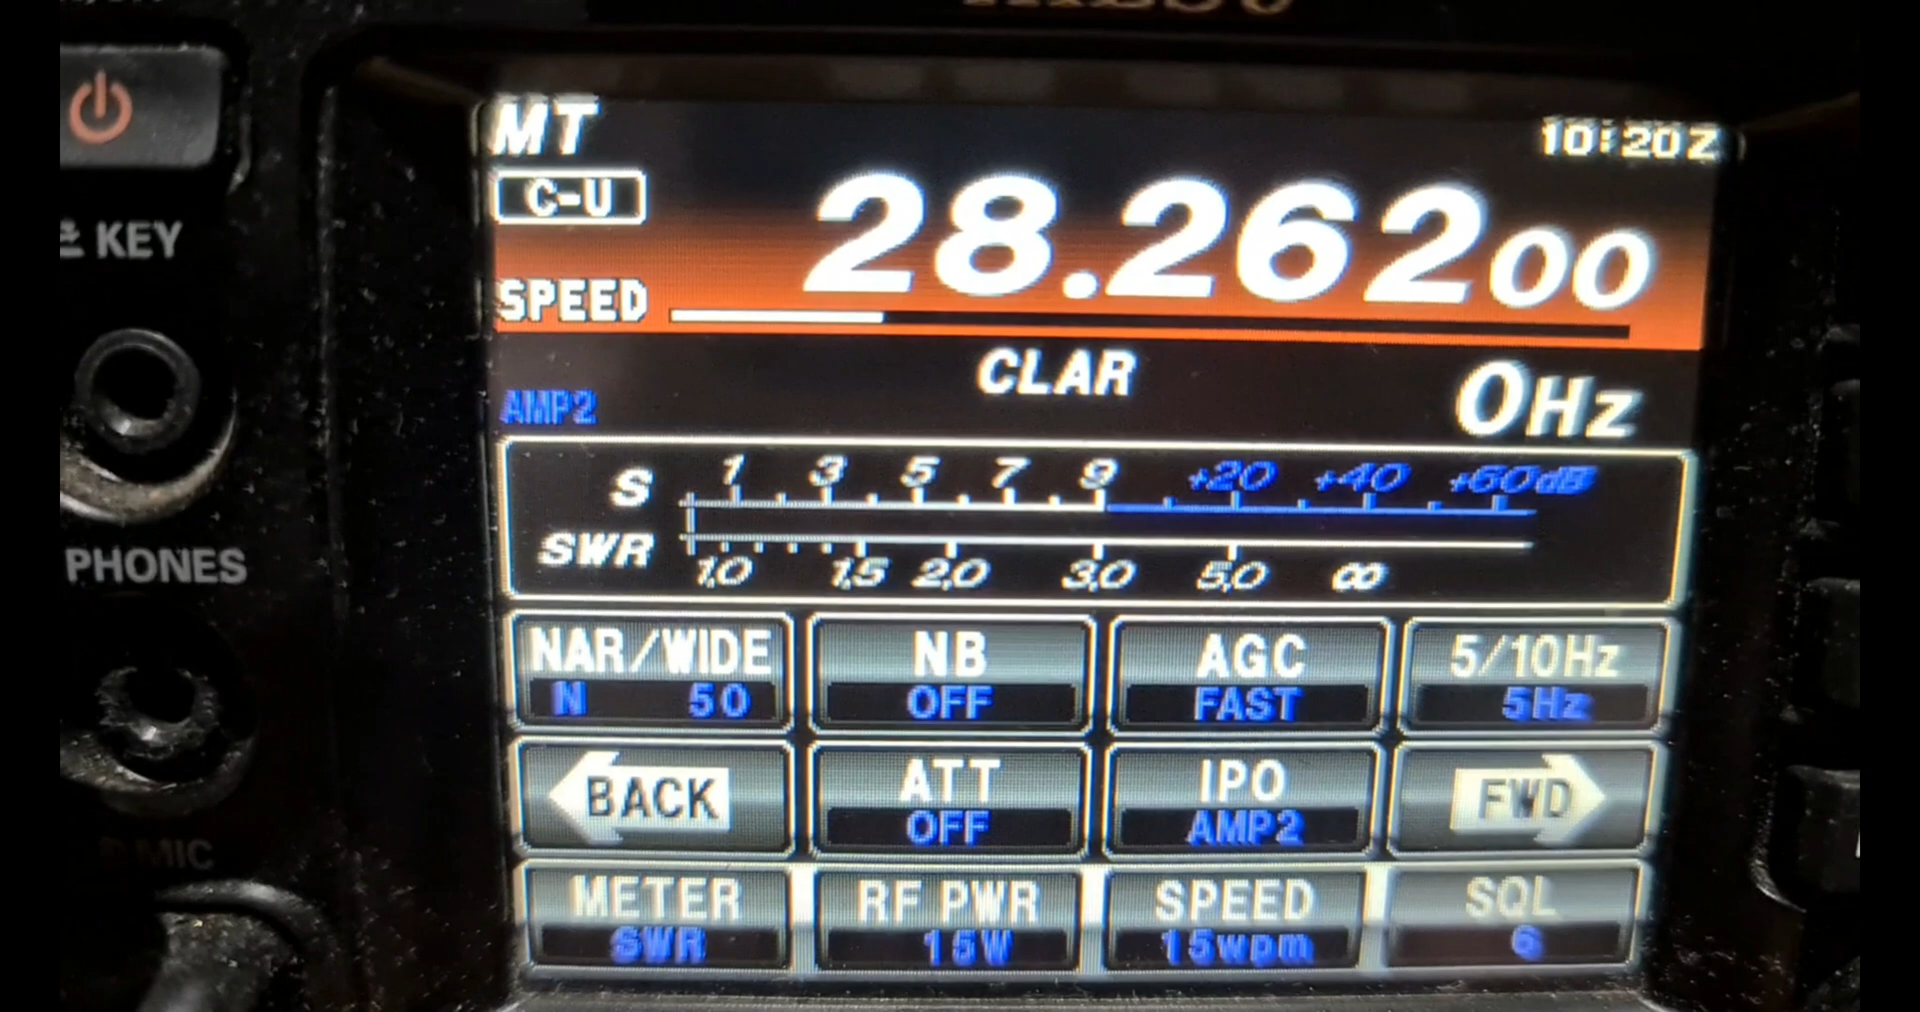 MT
10:20Z
C-U
28.26200
KEY
SPEED
CLAR
0Hz
AMP2
S 1 3 5 7 9 +20 +40 +60dB
SWR 1.0 1.5 2.0 3.0 5.0 ∞
PHONES
NAR/WIDE NB AGC 5/10Hz
N 50 OFF FAST 5Hz
BACK ATT IPO FWD
OFF AMP2
MIC
METER RF PWR SPEED SQL
SWR 15W 15wpm 6